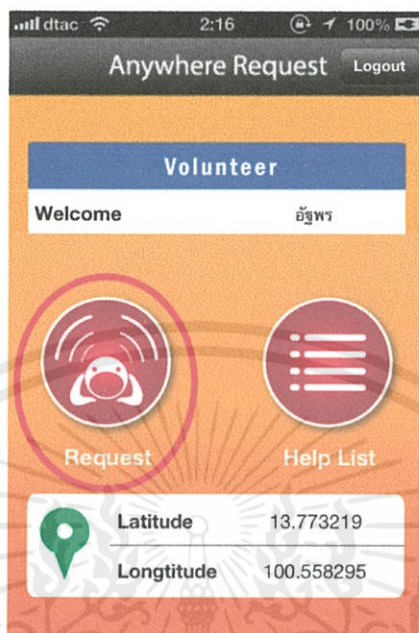 dtac 2:16 100%
Anywhere Request Logout
Volunteer
Welcome อัฐพร
Request Help List
Latitude 13.773219
Longtitude 100.558295